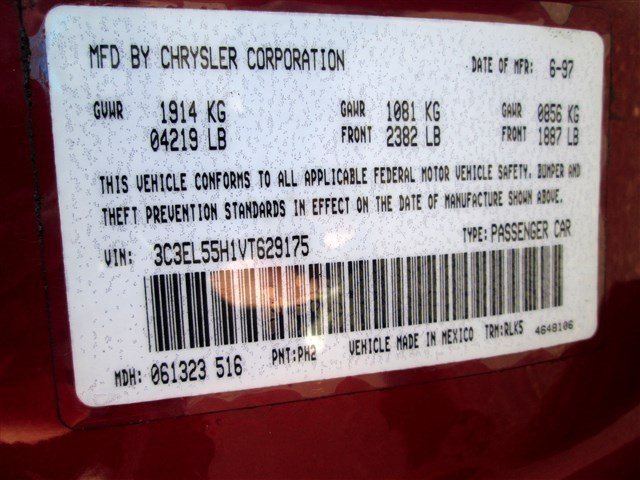 MFD BY CHRYSLER CORPORATION DATE OF MFR: 6-97
GVWR 1914 KG GAWR 1081 KG GAWR 0856 KG
04219 LB FRONT 2382 LB FRONT 1887 LB
THIS VEHICLE CONFORMS TO ALL APPLICABLE FEDERAL MOTOR VEHICLE SAFETY, BUMPER AND
THEFT PREVENTION STANDARDS IN EFFECT ON THE DATE OF MANUFACTURE SHOWN ABOVE.
VIN: 3C3EL55H1VT629175 TYPE: PASSENGER CAR
MDH: 061323 516 PNT: PH2 VEHICLE MADE IN MEXICO TRM: RLK5 4648106